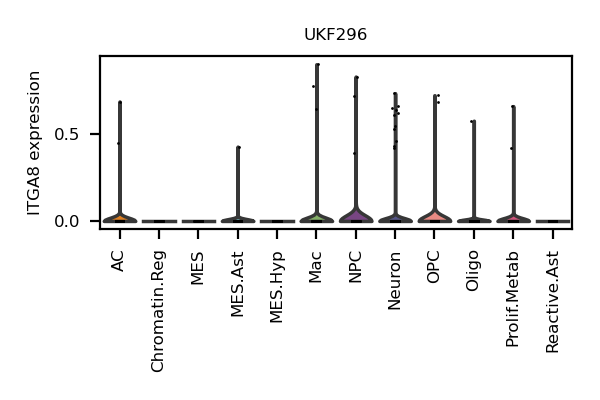 UKF296
ITGA8 expression
0.5
0.0
AC
Chromatin.Reg
MES
MES.Ast
MES.Hyp
Mac
NPC
Neuron
OPC
Oligo
Prolif.Metab
Reactive.Ast